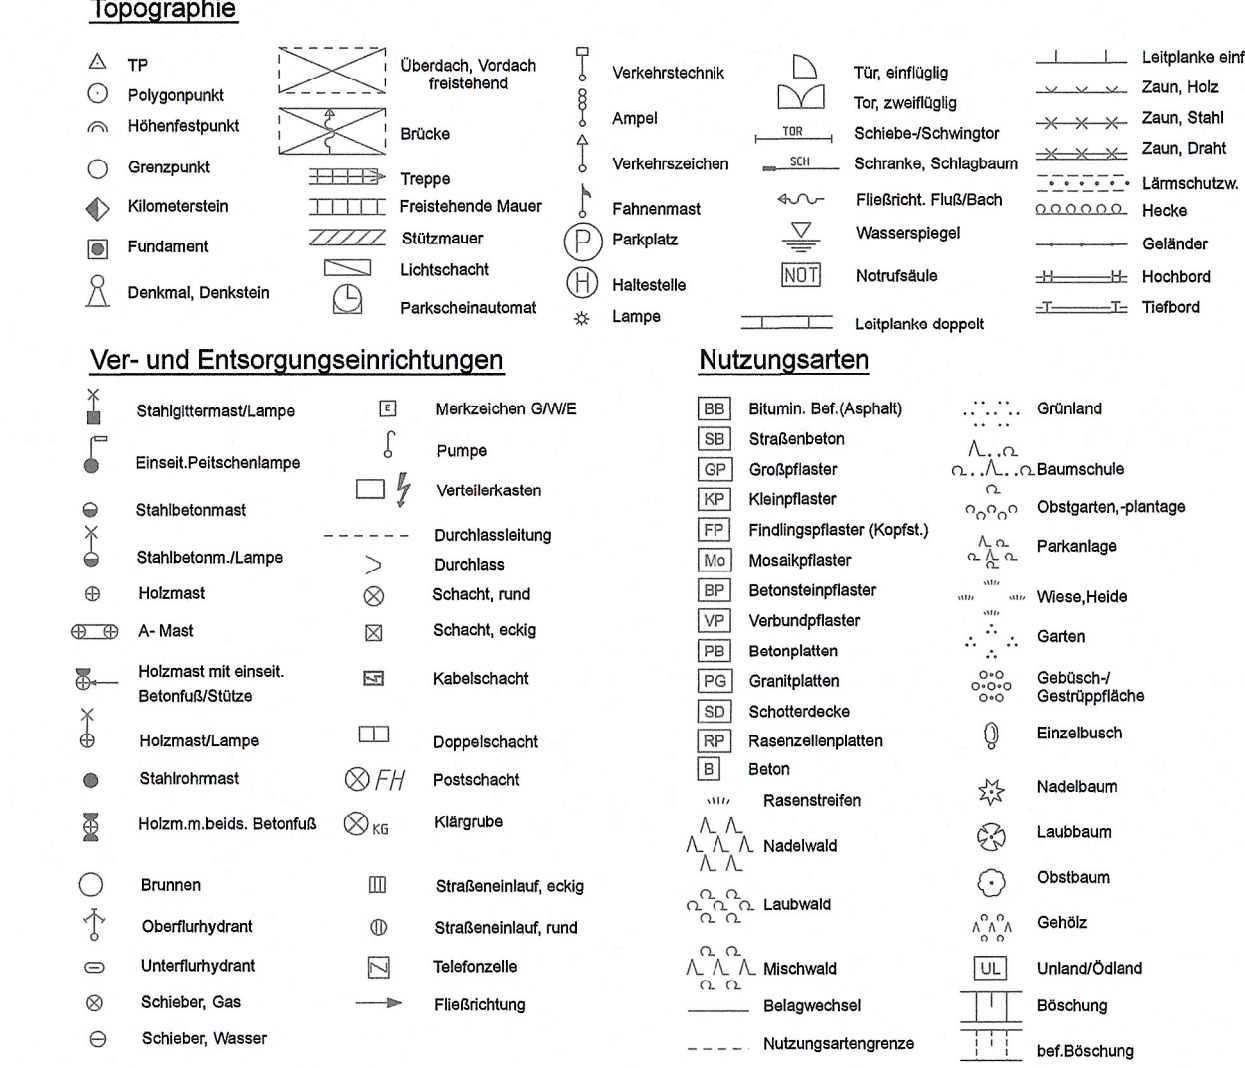 Topographie
TP
Polygonpunkt
Höhenfestpunkt
Grenzpunkt
Kilometerstein
Fundament
Denkmal, Denkstein
Überdach, Vordach
freistehend
Brücke
Treppe
Freistehende Mauer
Stützmauer
Lichtschacht
Parkscheinautomat
Verkehrstechnik
Ampel
Verkehrszeichen
Fahnenmast
P Parkplatz
H Haltestelle
Lampe
Tür, einflüglig
Tor, zweiflüglig
TOR Schiebe-/Schwingtor
SCH Schranke, Schlagbaum
Fließricht. Fluß/Bach
Wasserspiegel
NOT Notrufsäule
Leitplanke doppelt
Leitplanke einf
Zaun, Holz
Zaun, Stahl
Zaun, Draht
Lärmschutzw.
Hecke
Geländer
Hochbord
Tiefbord
Ver- und Entsorgungseinrichtungen
Stahlgittermast/Lampe
Einseit.Peitschenlampe
Stahlbetonmast
Stahlbetonm./Lampe
Holzmast
A- Mast
Holzmast mit einseit.
Betonfuß/Stütze
Holzmast/Lampe
Stahlrohrmast
Holzm.m.beids. Betonfuß
Brunnen
Oberflurhydrant
Unterflurhydrant
Schieber, Gas
Schieber, Wasser
E Merkzeichen G/W/E
Pumpe
Verteilerkasten
Durchlassleitung
Durchlass
Schacht, rund
Schacht, eckig
Kabelschacht
Doppelschacht
FH Postschacht
KG Klärgrube
Straßeneinlauf, eckig
Straßeneinlauf, rund
Telefonzelle
Fließrichtung
Nutzungsarten
BB Bitumin. Bef.(Asphalt)
SB Straßenbeton
GP Großpflaster
KP Kleinpflaster
FP Findlingspflaster (Kopfst.)
Mo Mosaikpflaster
BP Betonsteinpflaster
VP Verbundpflaster
PB Betonplatten
PG Granitplatten
SD Schotterdecke
RP Rasenzellenplatten
B Beton
Rasenstreifen
Nadelwald
Laubwald
Mischwald
Belagwechsel
Nutzungsartengrenze
Grünland
Baumschule
Obstgarten,-plantage
Parkanlage
Wiese,Heide
Garten
Gebüsch-/
Gestrüppfläche
Einzelbusch
Nadelbaum
Laubbaum
Obstbaum
Gehölz
UL Unland/Ödland
Böschung
bef.Böschung